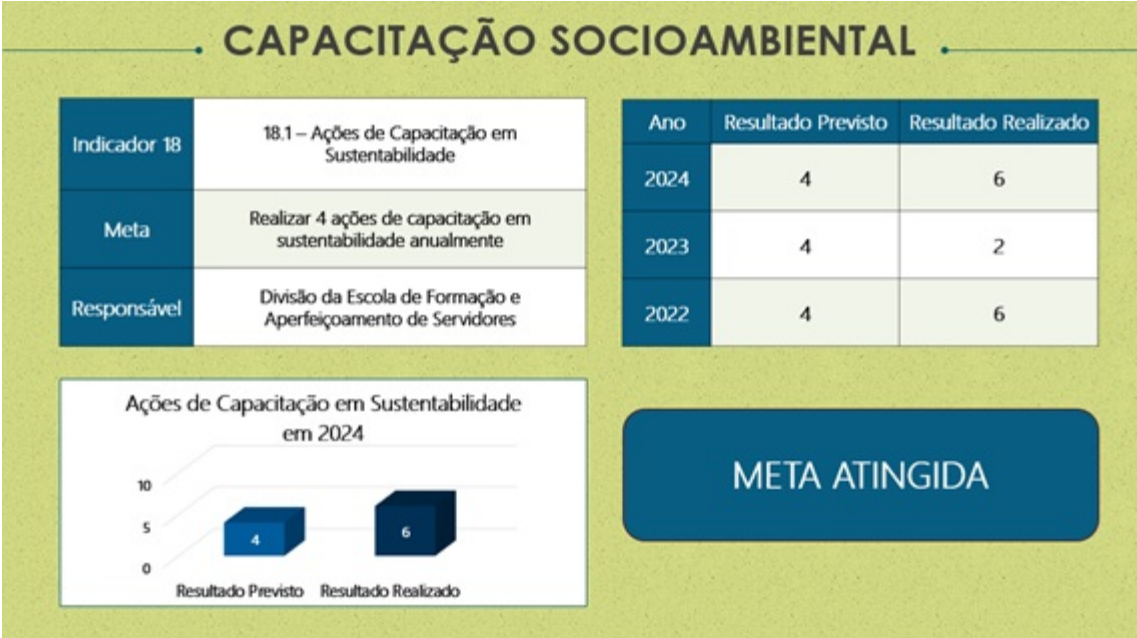 CAPACITAÇÃO SOCIOAMBIENTAL
Indicador 18
18.1 – Ações de Capacitação em
Sustentabilidade
Meta
Realizar 4 ações de capacitação em
sustentabilidade anualmente
Responsável
Divisão da Escola de Formação e
Aperfeiçoamento de Servidores
Ano Resultado Previsto Resultado Realizado
2024 4 6
2023 4 2
2022 4 6
Ações de Capacitação em Sustentabilidade
em 2024
10
5
0
4
6
Resultado Previsto Resultado Realizado
META ATINGIDA